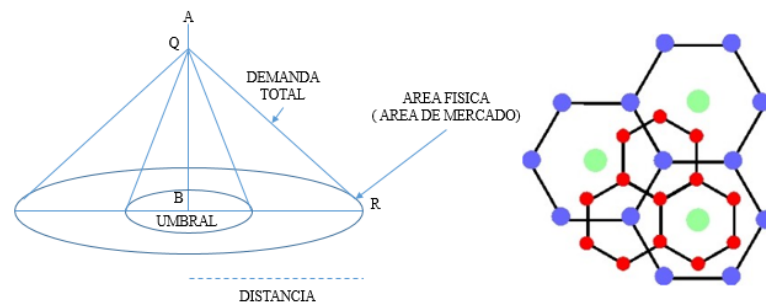 A
Q
DEMANDA
TOTAL
AREA FISICA
( AREA DE MERCADO)
B
R
UMBRAL
DISTANCIA